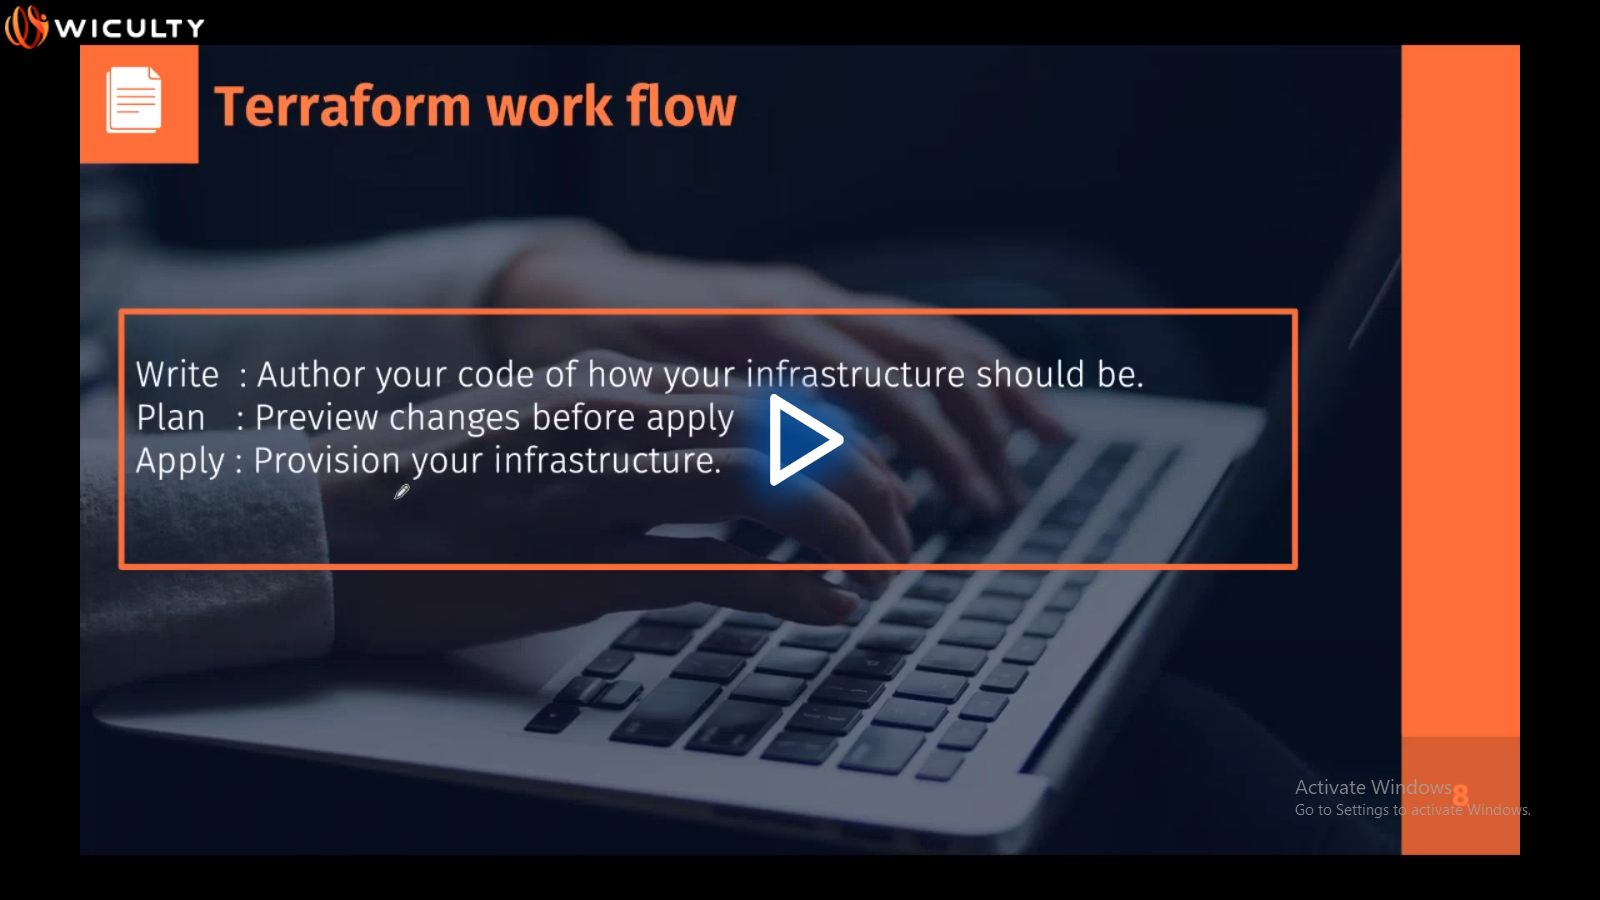 WICULTY
Terraform work flow
Write : Author your code of how your infrastructure should be.
Plan : Preview changes before apply
Apply : Provision your infrastructure.
Activate Windows
8
Go to Settings to activate Windows.